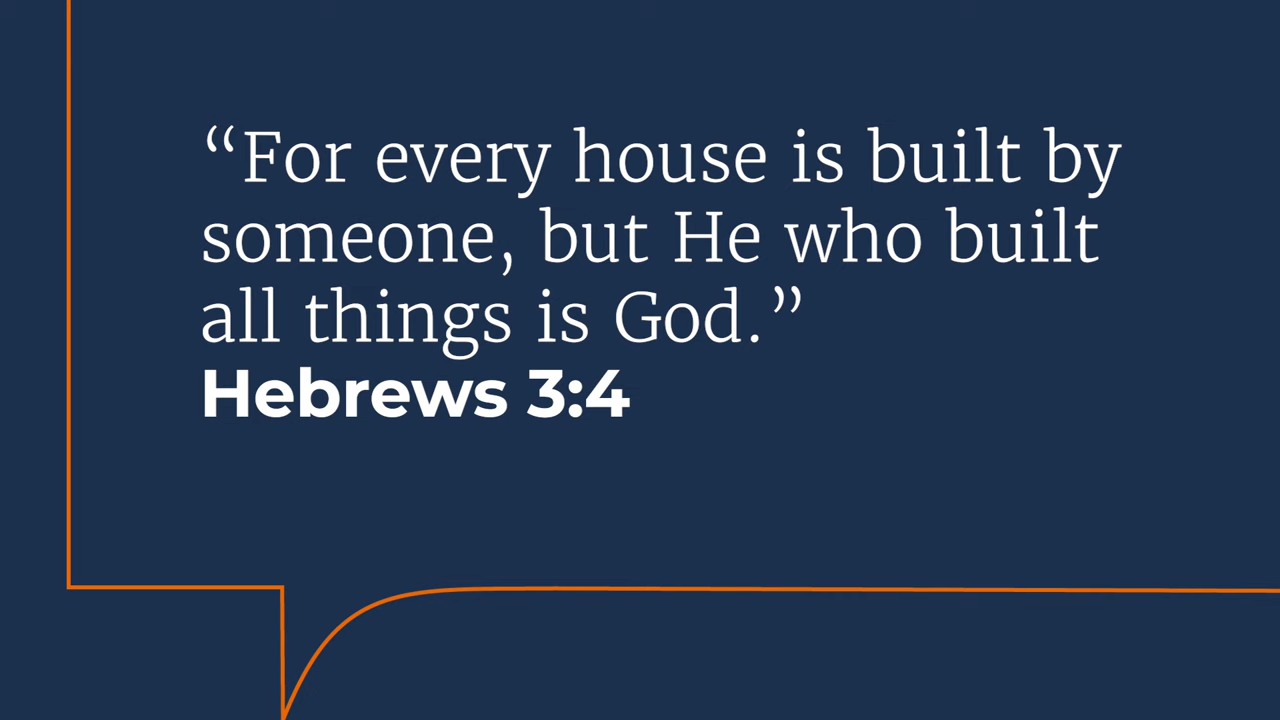 “For every house is built by
someone, but He who built
all things is God.”
Hebrews 3:4